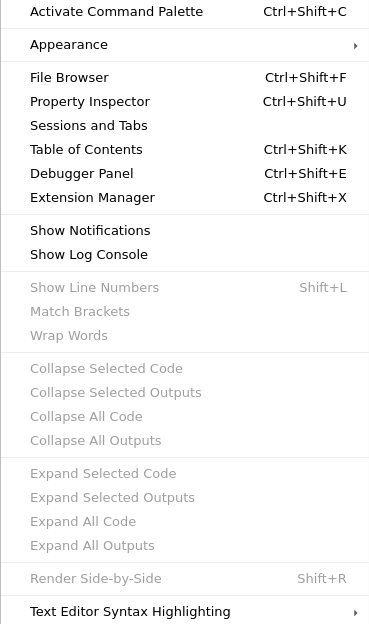 Activate Command Palette Ctrl+Shift+C
Appearance
File Browser Ctrl+Shift+F
Property Inspector Ctrl+Shift+U
Sessions and Tabs
Table of Contents Ctrl+Shift+K
Debugger Panel Ctrl+Shift+E
Extension Manager Ctrl+Shift+X
Show Notifications
Show Log Console
Show Line Numbers Shift+L
Match Brackets
Wrap Words
Collapse Selected Code
Collapse Selected Outputs
Collapse All Code
Collapse All Outputs
Expand Selected Code
Expand Selected Outputs
Expand All Code
Expand All Outputs
Render Side-by-Side Shift+R
Text Editor Syntax Highlighting